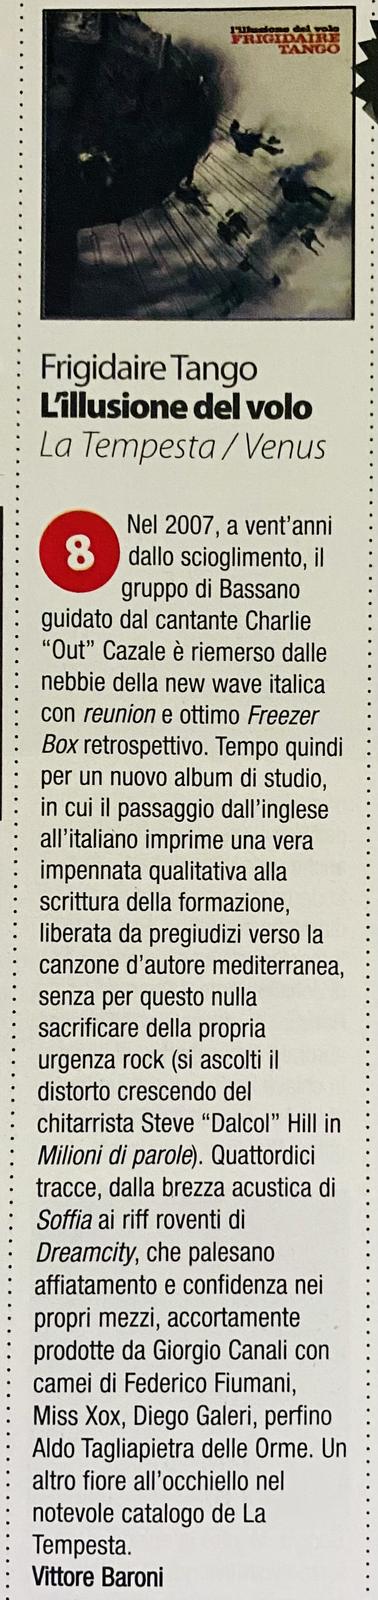 l'illusione del volo
FRIGIDAIRE
TANGO
Frigidaire Tango
L'illusione del volo
La Tempesta / Venus
8
Nel 2007, a vent'anni
dallo scioglimento, il
gruppo di Bassano
guidato dal cantante Charlie
“Out” Cazale è riemerso dalle
nebbie della new wave italica
con reunion e ottimo Freezer
Box retrospettivo. Tempo quindi
per un nuovo album di studio,
in cui il passaggio dall'inglese
all'italiano imprime una vera
impennata qualitativa alla
scrittura della formazione,
liberata da pregiudizi verso la
canzone d'autore mediterranea,
senza per questo nulla
sacrificare della propria
urgenza rock (si ascolti il
distorto crescendo del
chitarrista Steve “Dalcol” Hill in
Milioni di parole). Quattordici
tracce, dalla brezza acustica di
Soffia ai riff roventi di
Dreamcity, che palesano
affiatamento e confidenza nei
propri mezzi, accortamente
prodotte da Giorgio Canali con
camei di Federico Fiumani,
Miss Xox, Diego Galeri, perfino
Aldo Tagliapietra delle Orme. Un
altro fiore all'occhiello nel
notevole catalogo de La
Tempesta.
Vittore Baroni